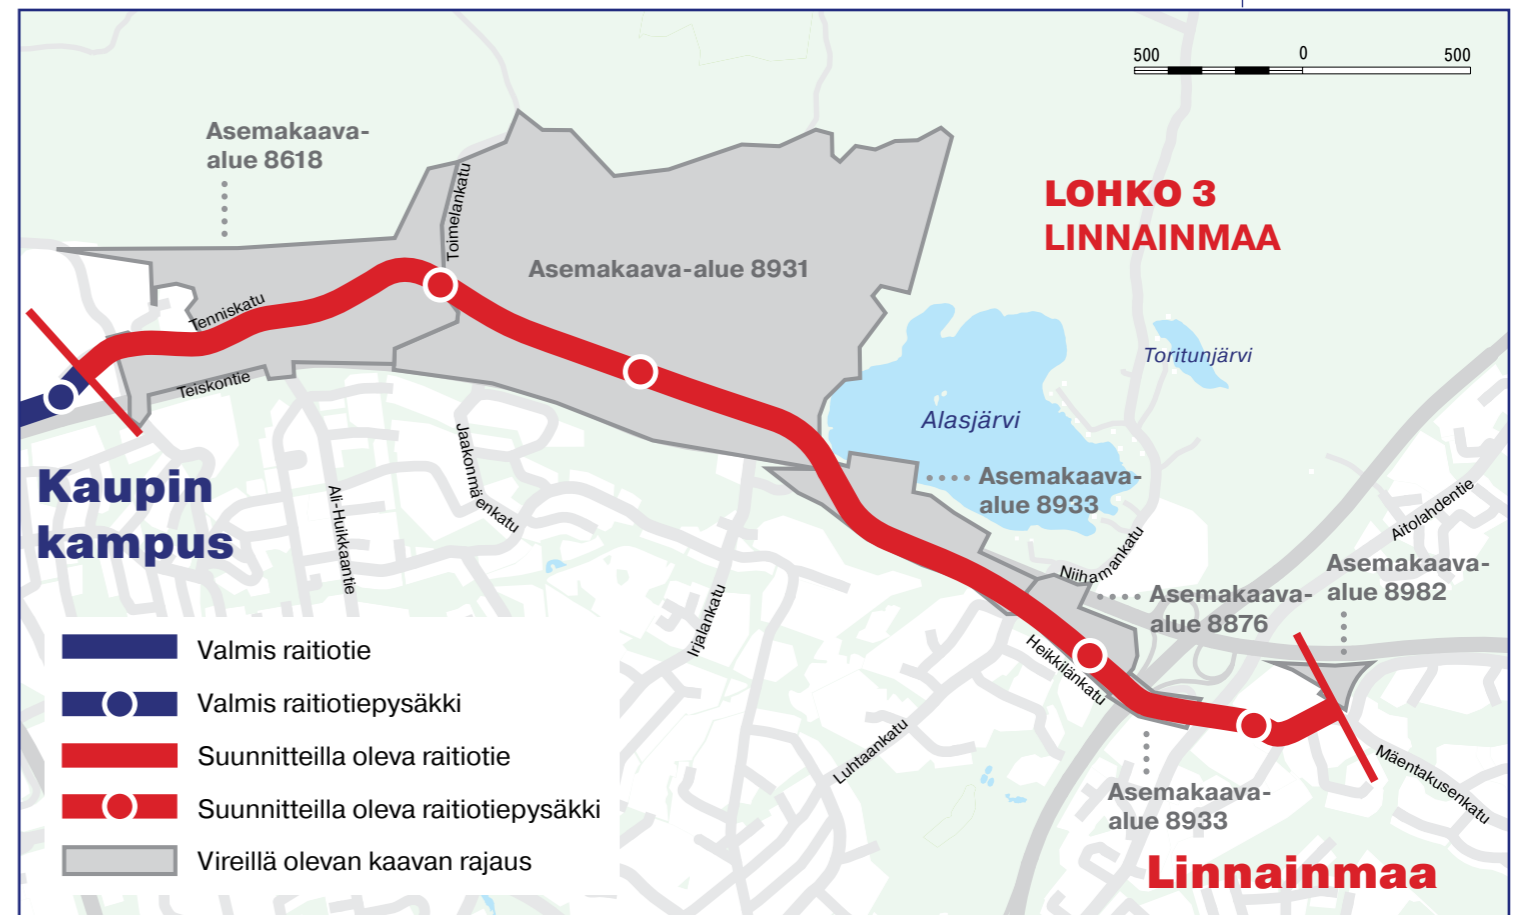 500 0 500
Asemakaava-
alue 8618
Toimelankatu
LOHKO 3
LINNAINMAA
Asemakaava-alue 8931
Tenniskatu
Teiskontie
Toritunjärvi
Alasjärvi
Kaupin
kampus
Ali-Huikkaantie
Jaakonmäenkatu
Asemakaava-
alue 8933
Aitolahdentie
Niihamankatu
Asemakaava-
alue 8876
Asemakaava-
alue 8982
Irjalankatu
Heikkilänkatu
Luhtaankatu
Mäentakusenkatu
Asemakaava-
alue 8933
Linnainmaa
Valmis raitiotie
Valmis raitiotiepysäkki
Suunnitteilla oleva raitiotie
Suunnitteilla oleva raitiotiepysäkki
Vireillä olevan kaavan rajaus